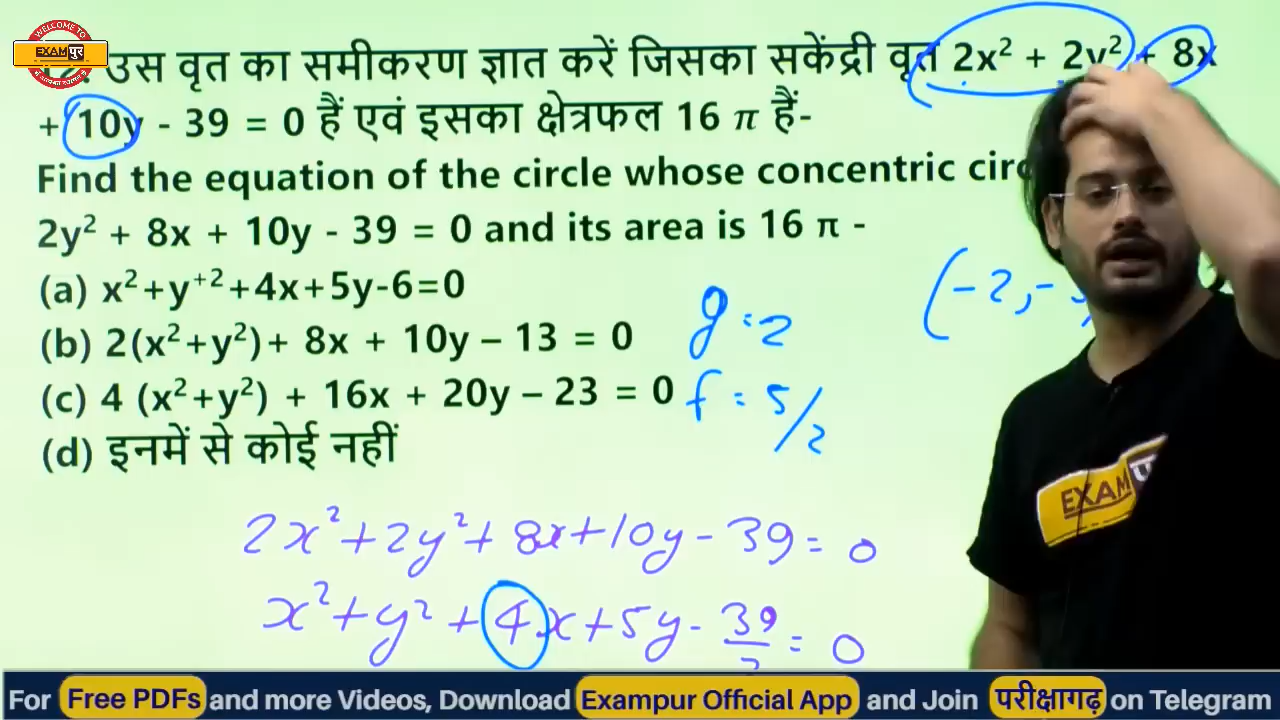 WELCOME TO
EXAMपुर
उस वृत का समीकरण ज्ञात करें जिसका सकेंद्री वृत 2x² + 2y² + 8x
+ 10y - 39 = 0 हैं एवं इसका क्षेत्रफल 16 π हैं-
Find the equation of the circle whose concentric
2y² + 8x + 10y - 39 = 0 and its area is 16 π -
(a) x²+y⁺²+4x+5y-6=0
(b) 2(x²+y²)+ 8x + 10y – 13 = 0
(c) 4 (x²+y²) + 16x + 20y – 23 = 0
(d) इनमें से कोई नहीं
g = 2
f = 5/2
(-2, -
2x²+2y²+8x+10y-39=0
x²+y²+4x+5y-39/2=0
EXAM
For Free PDFs and more Videos, Download Exampur Official App and Join परीक्षागढ़ on Telegram